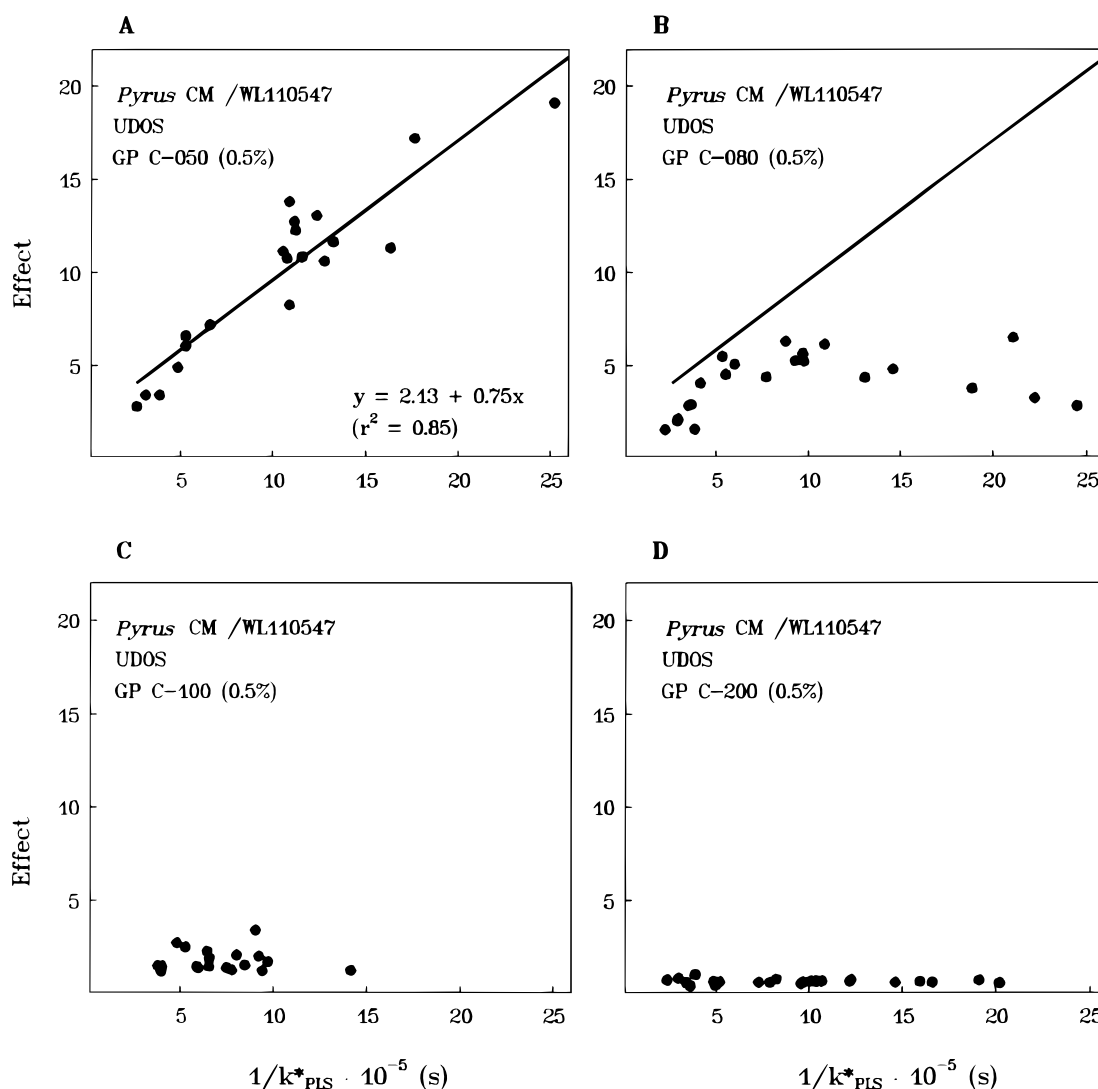 A
Pyrus CM /WL110547
UDOS
GP C-050 (0.5%)
y = 2.13 + 0.75x
(r² = 0.85)
Effect
20
15
10
5
5 10 15 20 25
B
Pyrus CM /WL110547
UDOS
GP C-080 (0.5%)
20
15
10
5
5 10 15 20 25
C
Pyrus CM /WL110547
UDOS
GP C-100 (0.5%)
Effect
20
15
10
5
5 10 15 20 25
1/k*PLS · 10⁻⁵ (s)
D
Pyrus CM /WL110547
UDOS
GP C-200 (0.5%)
20
15
10
5
5 10 15 20 25
1/k*PLS · 10⁻⁵ (s)